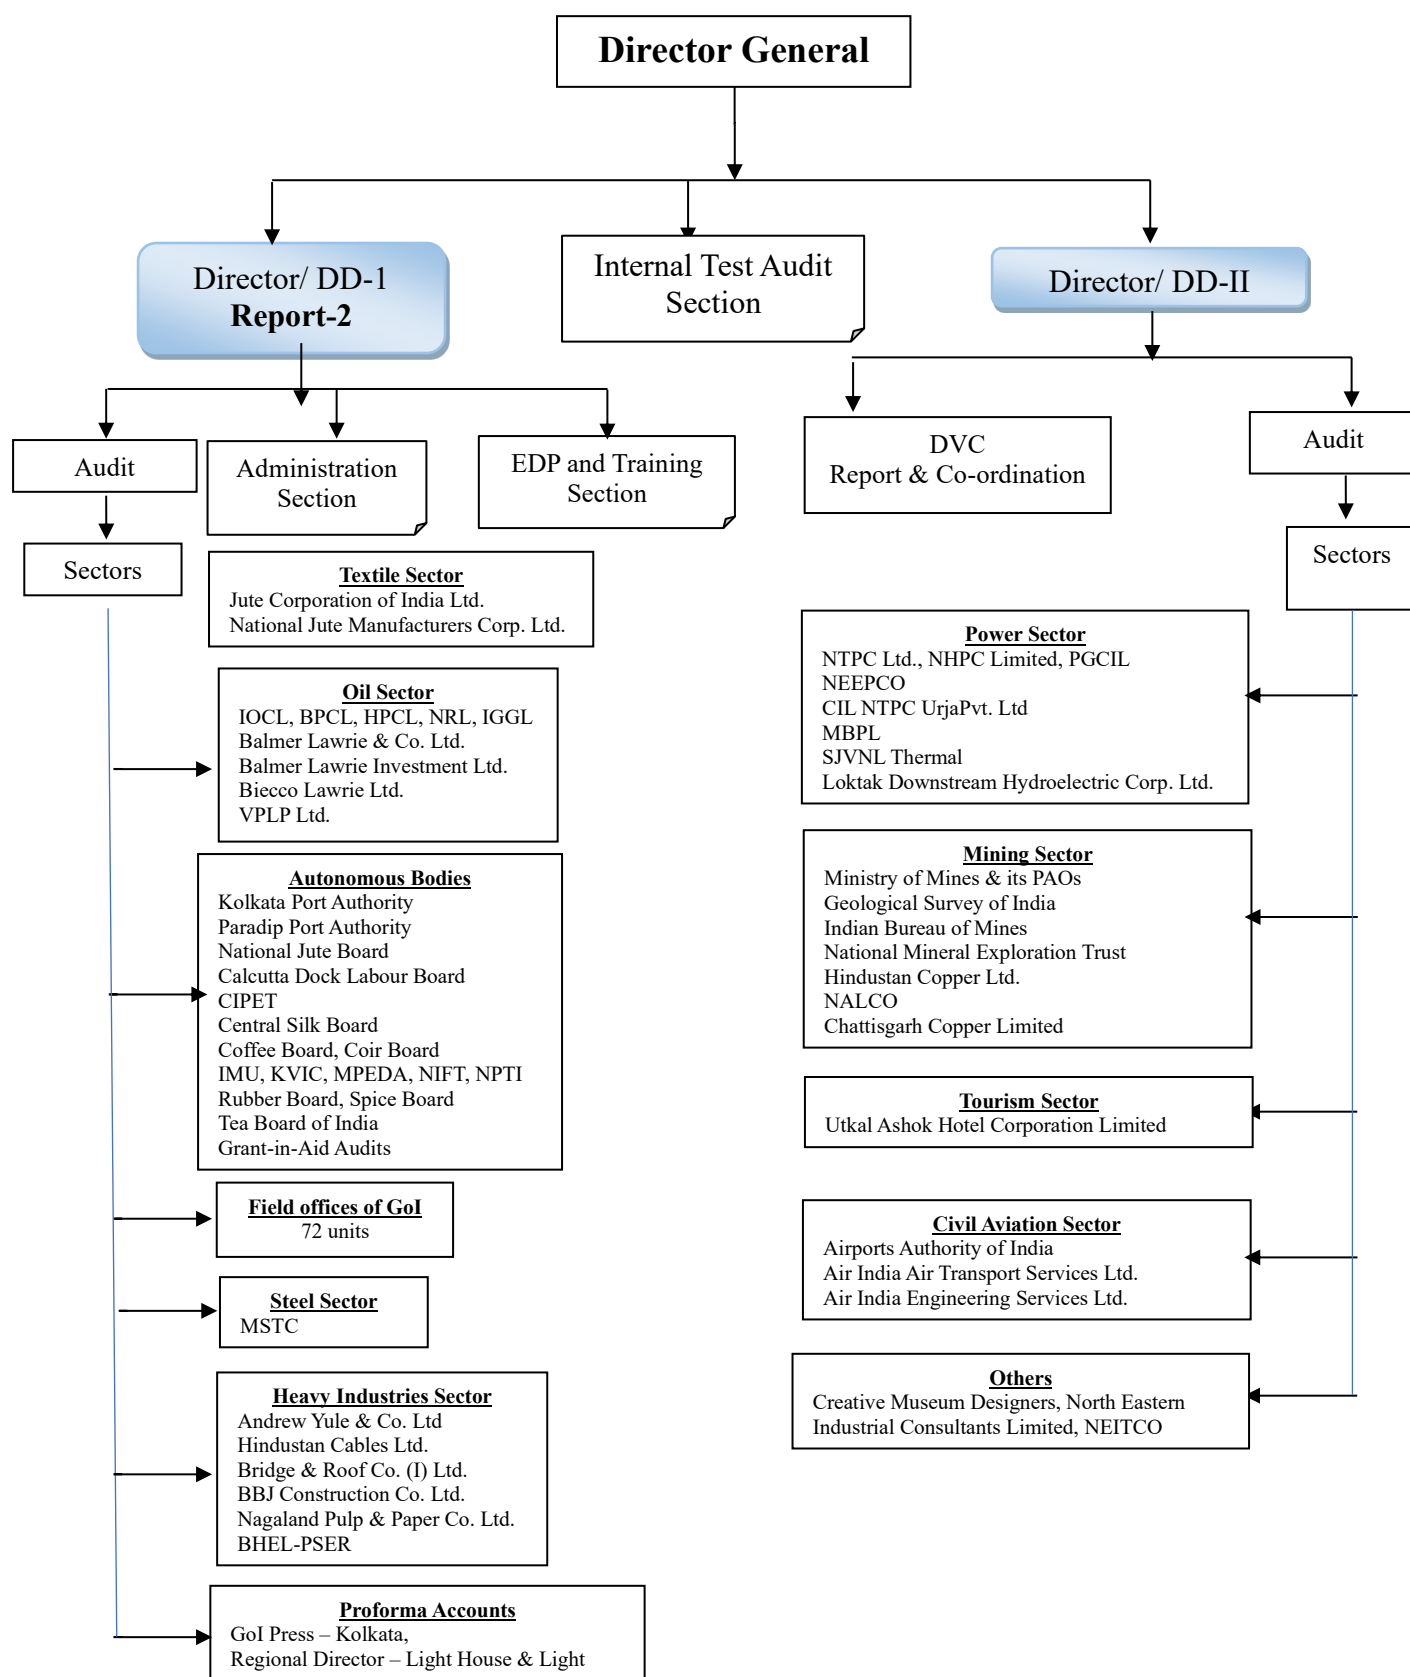 Director General
Director/ DD-1
Report-2
Internal Test Audit
Section
Director/ DD-II
Audit
Administration
Section
EDP and Training
Section
DVC
Report & Co-ordination
Audit
Sectors
Sectors
Textile Sector
Jute Corporation of India Ltd.
National Jute Manufacturers Corp. Ltd.
Oil Sector
IOCL, BPCL, HPCL, NRL, IGGL
Balmer Lawrie & Co. Ltd.
Balmer Lawrie Investment Ltd.
Biecco Lawrie Ltd.
VPLP Ltd.
Autonomous Bodies
Kolkata Port Authority
Paradip Port Authority
National Jute Board
Calcutta Dock Labour Board
CIPET
Central Silk Board
Coffee Board, Coir Board
IMU, KVIC, MPEDA, NIFT, NPTI
Rubber Board, Spice Board
Tea Board of India
Grant-in-Aid Audits
Field offices of GoI
72 units
Steel Sector
MSTC
Heavy Industries Sector
Andrew Yule & Co. Ltd
Hindustan Cables Ltd.
Bridge & Roof Co. (I) Ltd.
BBJ Construction Co. Ltd.
Nagaland Pulp & Paper Co. Ltd.
BHEL-PSER
Proforma Accounts
GoI Press – Kolkata,
Regional Director – Light House & Light
Power Sector
NTPC Ltd., NHPC Limited, PGCIL
NEEPCO
CIL NTPC UrjaPvt. Ltd
MBPL
SJVNL Thermal
Loktak Downstream Hydroelectric Corp. Ltd.
Mining Sector
Ministry of Mines & its PAOs
Geological Survey of India
Indian Bureau of Mines
National Mineral Exploration Trust
Hindustan Copper Ltd.
NALCO
Chattisgarh Copper Limited
Tourism Sector
Utkal Ashok Hotel Corporation Limited
Civil Aviation Sector
Airports Authority of India
Air India Air Transport Services Ltd.
Air India Engineering Services Ltd.
Others
Creative Museum Designers, North Eastern
Industrial Consultants Limited, NEITCO